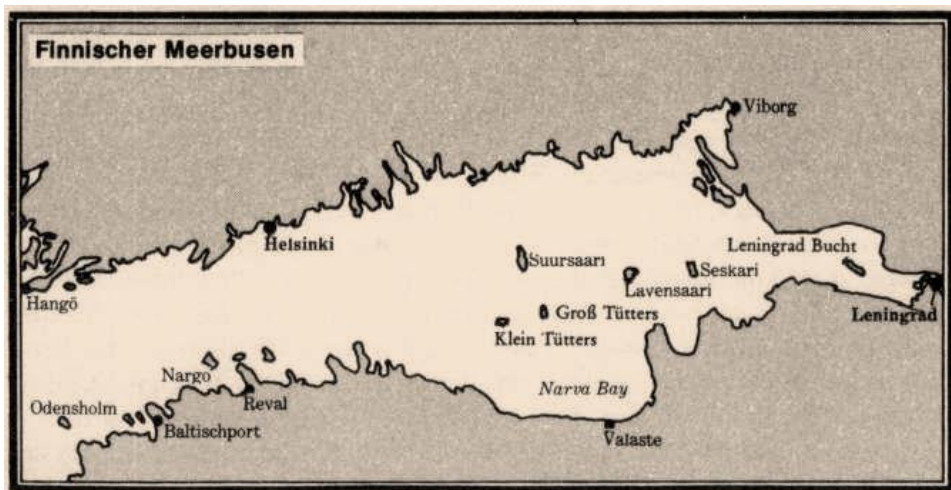 Finnischer Meerbusen
Viborg
Helsinki
Leningrad Bucht
Suursaari
Seskari
Lavensaari
Hangö
Leningrad
Groß Tütters
Klein Tütters
Nargo
Narva Bay
Reval
Odensholm
Baltischport
Valaste